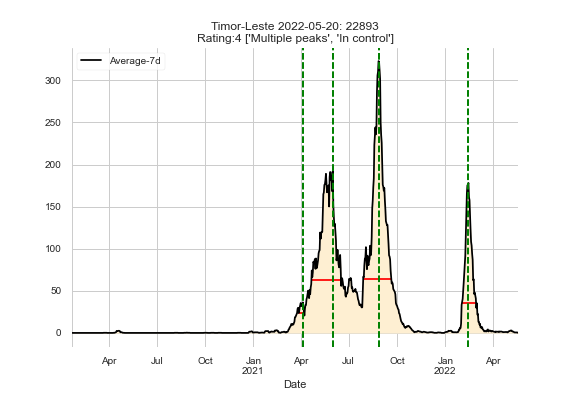 Timor-Leste 2022-05-20: 22893
Rating:4 ['Multiple peaks', 'In control']
Average-7d
300
250
200
150
100
50
0
Apr Jul Oct Jan Apr Jul Oct Jan Apr
2021 2022
Date